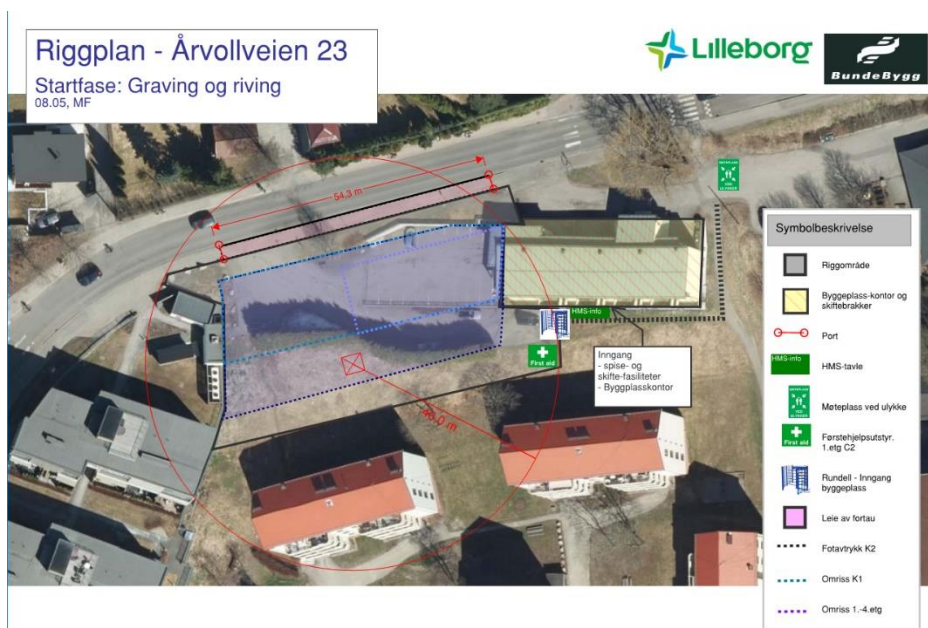 Riggplan - Årvollveien 23
Startfase: Graving og riving
08.05, MF
Lilleborg
BundeBygg
54,3 m
HMS-info
First aid
Inngang
- spise- og
skifte-fasiliteter
- Byggplasskontor
Symbolbeskrivelse
Riggområde
Byggeplass-kontor og
skiftebrakker
Port
HMS-info
HMS-tavle
Møteplass ved ulykke
First aid
Førstehjelpsutstyr.
1.etg C2
Rundell - Inngang
byggeplass
Leie av fortau
Fotavtrykk K2
Omriss K1
Omriss 1.-4.etg